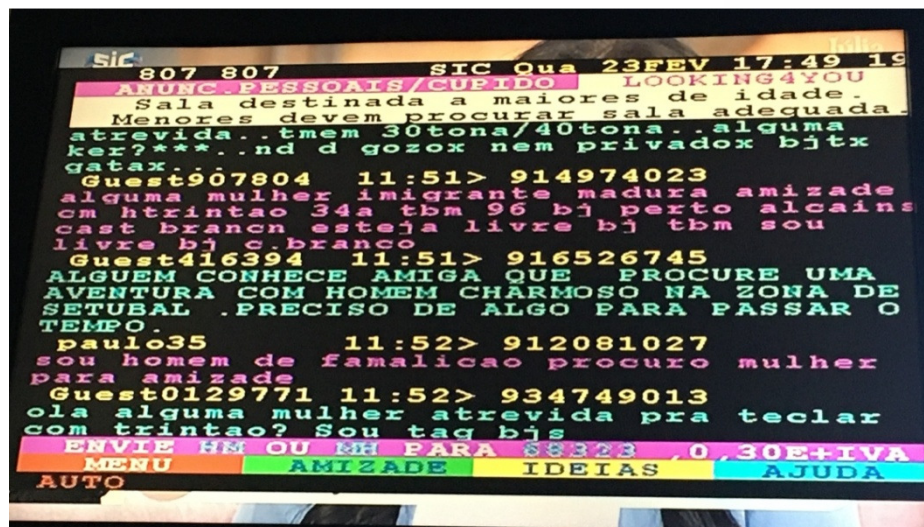 sic
Júlia
807 807 SIC Qua 23FEV 17:49 19
ANUNC.PESSOAIS/CUPIDO LOOKING4YOU
Sala destinada a maiores de idade.
Menores devem procurar sala adequada.
atrevida..tmem 30tona/40tona..alguma
ker?***..nd d gozox nem privadox bjtx
gatax...
Guest907804 11:51> 914974023
alguma mulher imigrante madura amizade
cm htrintao 34a tbm 96 bj perto alcains
cast brancn esteja livre bj tbm sou
livre bj c.branco
Guest416394 11:51> 916526745
ALGUEM CONHECE AMIGA QUE PROCURE UMA
AVENTURA COM HOMEM CHARMOSO NA ZONA DE
SETUBAL .PRECISO DE ALGO PARA PASSAR O
TEMPO.
paulo35 11:52> 912081027
sou homem de famalicao procuro mulher
para amizade
Guest0129771 11:52> 934749013
ola alguma mulher atrevida pra teclar
com trintao? Sou tag bjs
ENVIE HM OU MH PARA 88323 ,0,30E+IVA
MENU AMIZADE IDEIAS AJUDA
AUTO